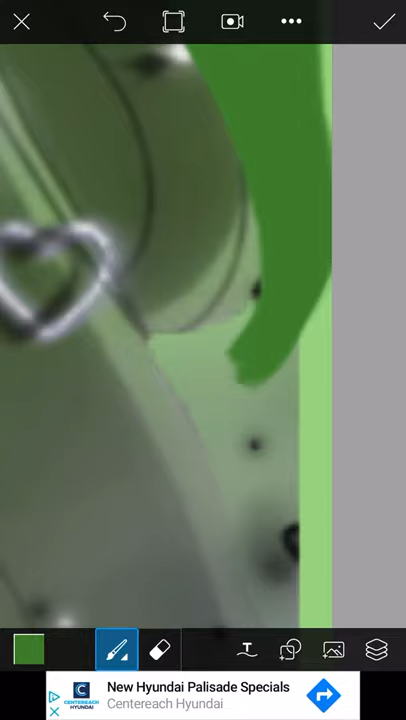 T
C
CENTEREACH
HYUNDAI
New Hyundai Palisade Specials
Centereach Hyundai